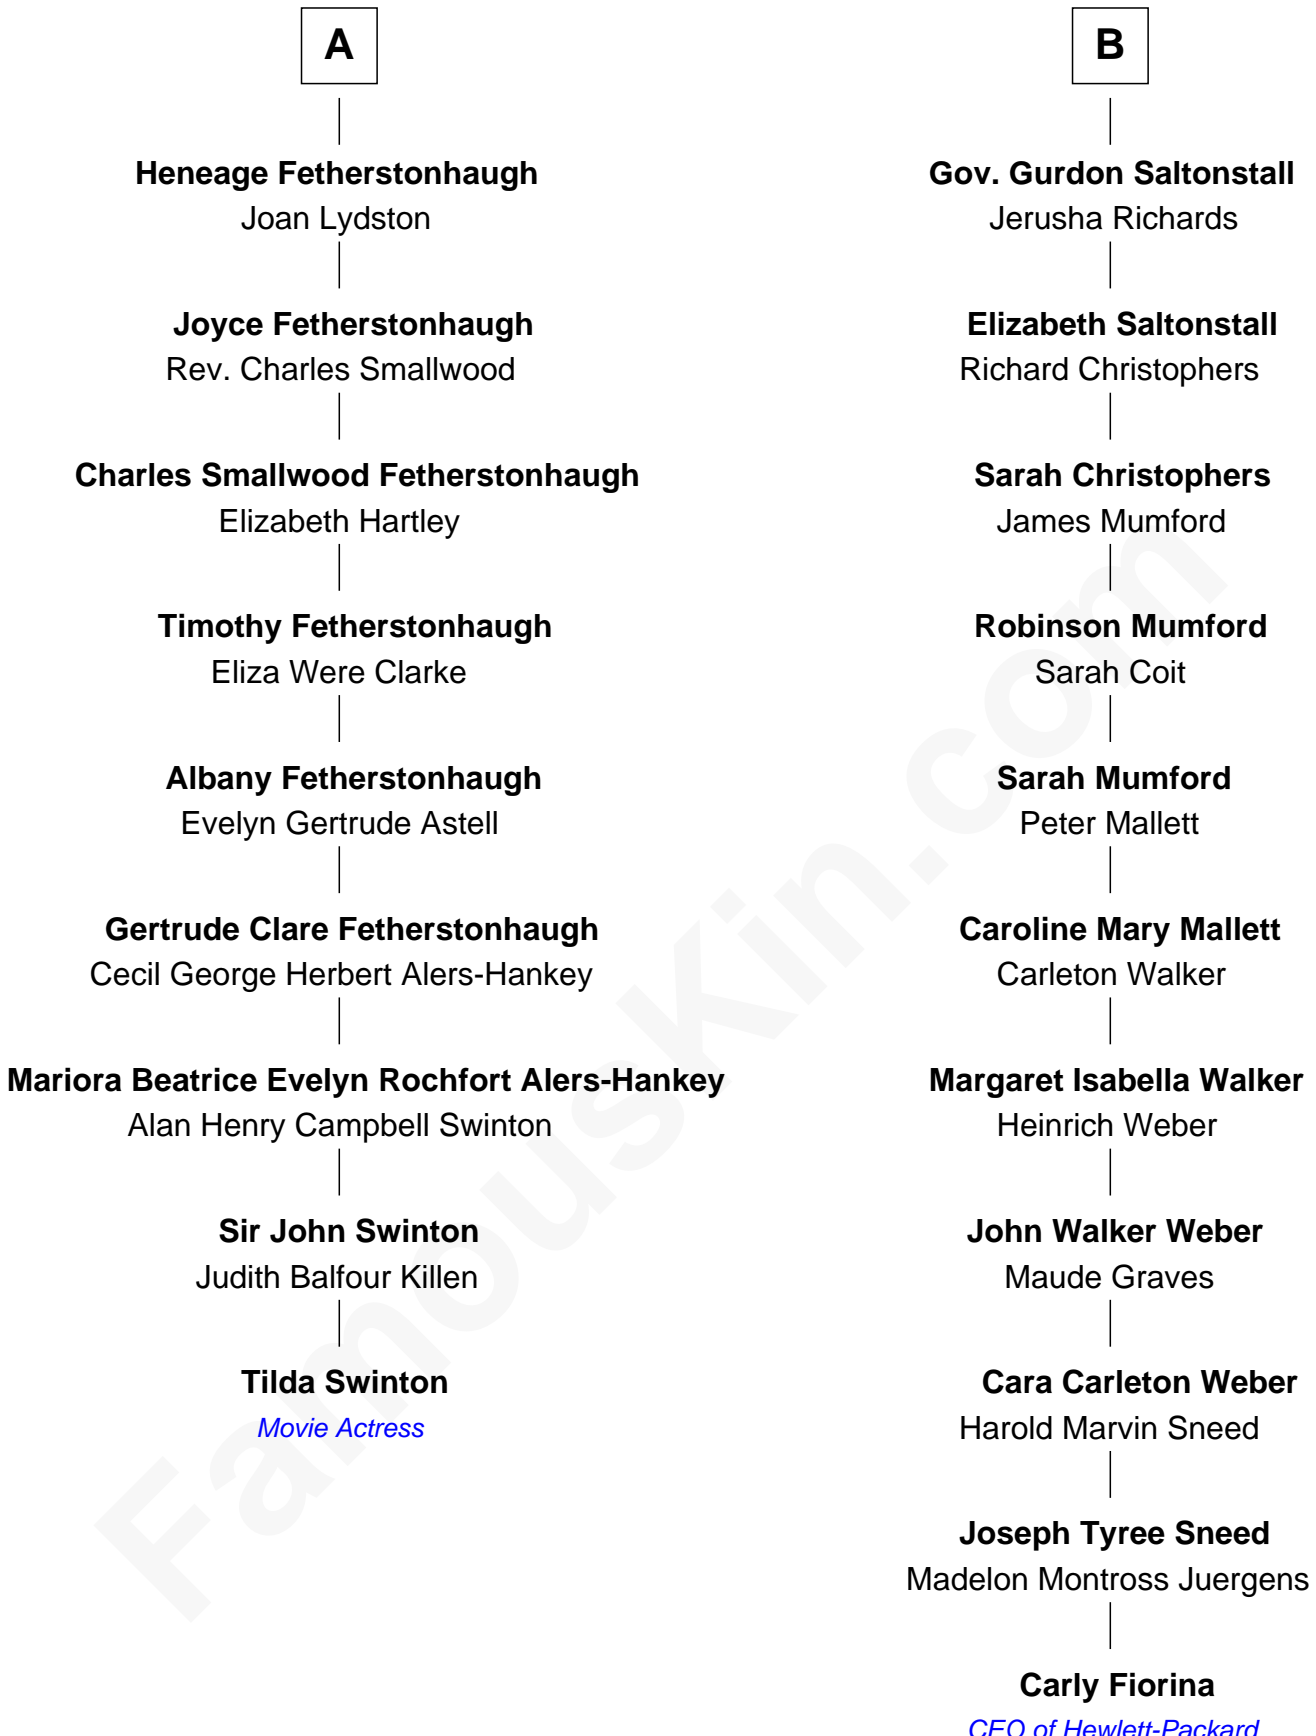 A
Heneage Fetherstonhaugh
Joan Lydston
Joyce Fetherstonhaugh
Rev. Charles Smallwood
Charles Smallwood Fetherstonhaugh
Elizabeth Hartley
Timothy Fetherstonhaugh
Eliza Were Clarke
Albany Fetherstonhaugh
Evelyn Gertrude Astell
Gertrude Clare Fetherstonhaugh
Cecil George Herbert Alers-Hankey
Mariora Beatrice Evelyn Rochfort Alers-Hankey
Alan Henry Campbell Swinton
Sir John Swinton
Judith Balfour Killen
Tilda Swinton
Movie Actress
B
Gov. Gurdon Saltonstall
Jerusha Richards
Elizabeth Saltonstall
Richard Christophers
Sarah Christophers
James Mumford
Robinson Mumford
Sarah Coit
Sarah Mumford
Peter Mallett
Caroline Mary Mallett
Carleton Walker
Margaret Isabella Walker
Heinrich Weber
John Walker Weber
Maude Graves
Cara Carleton Weber
Harold Marvin Sneed
Joseph Tyree Sneed
Madelon Montross Juergens
Carly Fiorina
CEO of Hewlett-Packard
FamousKin.com